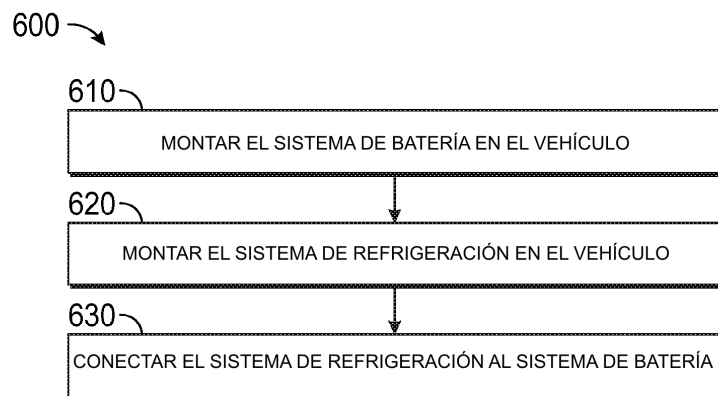 600
610
MONTAR EL SISTEMA DE BATERÍA EN EL VEHÍCULO
620
MONTAR EL SISTEMA DE REFRIGERACIÓN EN EL VEHÍCULO
630
CONECTAR EL SISTEMA DE REFRIGERACIÓN AL SISTEMA DE BATERÍA